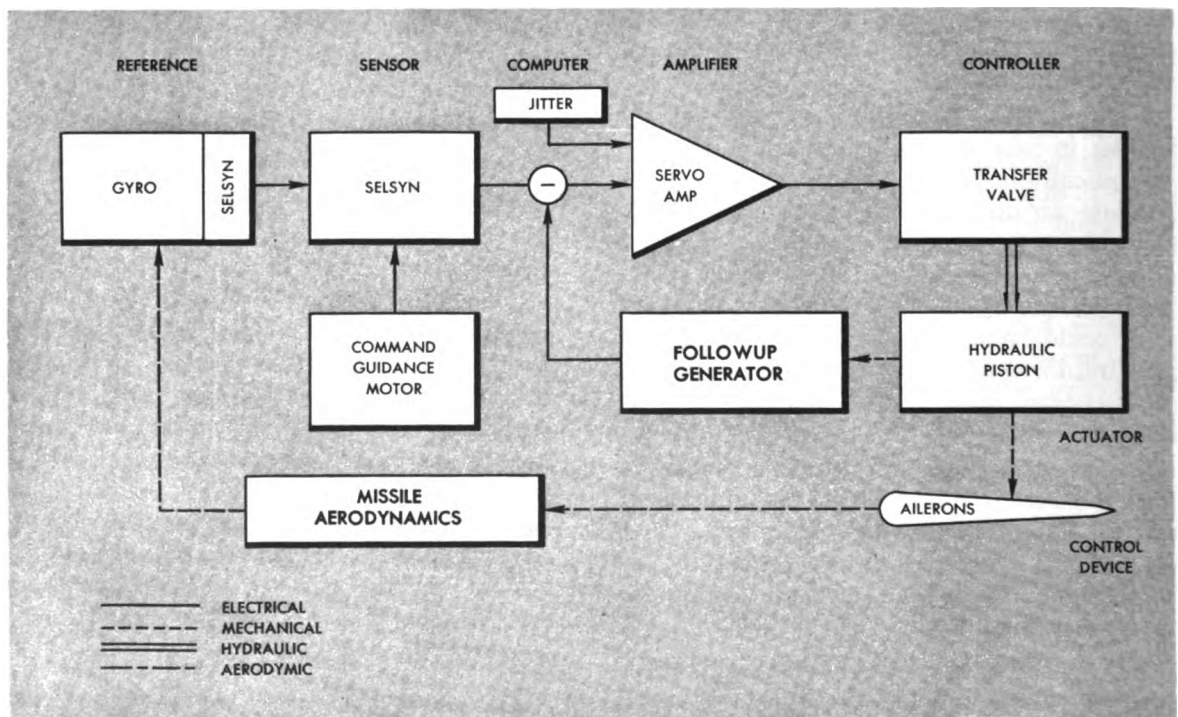 REFERENCE
SENSOR
COMPUTER
AMPLIFIER
CONTROLLER
JITTER
GYRO
SELSYN
SELSYN
SERVO
AMP
TRANSFER
VALVE
COMMAND
GUIDANCE
MOTOR
FOLLOWUP
GENERATOR
HYDRAULIC
PISTON
ACTUATOR
MISSILE
AERODYNAMICS
AILERONS
CONTROL
DEVICE
ELECTRICAL
MECHANICAL
HYDRAULIC
AERODYMIC